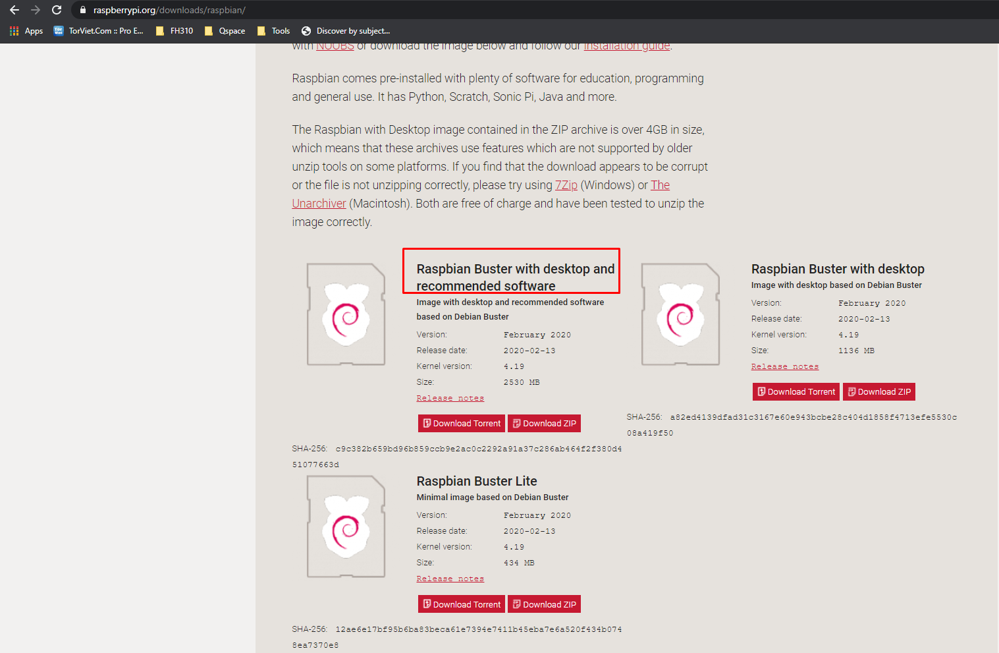 raspberrypi.org/downloads/raspbian/
Apps
TorViet.Com :: Pro E...
FH310
Qspace
Tools
Discover by subject...
with NOOBS or download the image below and follow our installation guide.
Raspbian comes pre-installed with plenty of software for education, programming
and general use. It has Python, Scratch, Sonic Pi, Java and more.
The Raspbian with Desktop image contained in the ZIP archive is over 4GB in size,
which means that these archives use features which are not supported by older
unzip tools on some platforms. If you find that the download appears to be corrupt
or the file is not unzipping correctly, please try using 7Zip (Windows) or The
Unarchiver (Macintosh). Both are free of charge and have been tested to unzip the
image correctly.
Raspbian Buster with desktop and
recommended software
Image with desktop and recommended software
based on Debian Buster
Version: February 2020
Release date: 2020-02-13
Kernel version: 4.19
Size: 2530 MB
Release notes
Download Torrent Download ZIP
SHA-256: c9c382b659bd96b859ccb9e2ac0c2292a91a37c286ab464f2f380d4
51077663d
Raspbian Buster with desktop
Image with desktop based on Debian Buster
Version: February 2020
Release date: 2020-02-13
Kernel version: 4.19
Size: 1136 MB
Release notes
Download Torrent Download ZIP
SHA-256: a82ed4139dfad31c3167e60e943bcbe28c404d1858f4713efe5530c
08a419f50
Raspbian Buster Lite
Minimal image based on Debian Buster
Version: February 2020
Release date: 2020-02-13
Kernel version: 4.19
Size: 434 MB
Release notes
Download Torrent Download ZIP
SHA-256: 12ae6e17bf95b6ba83beca61e7394e7411b45eba7e6a520f434b074
8ea7370e8